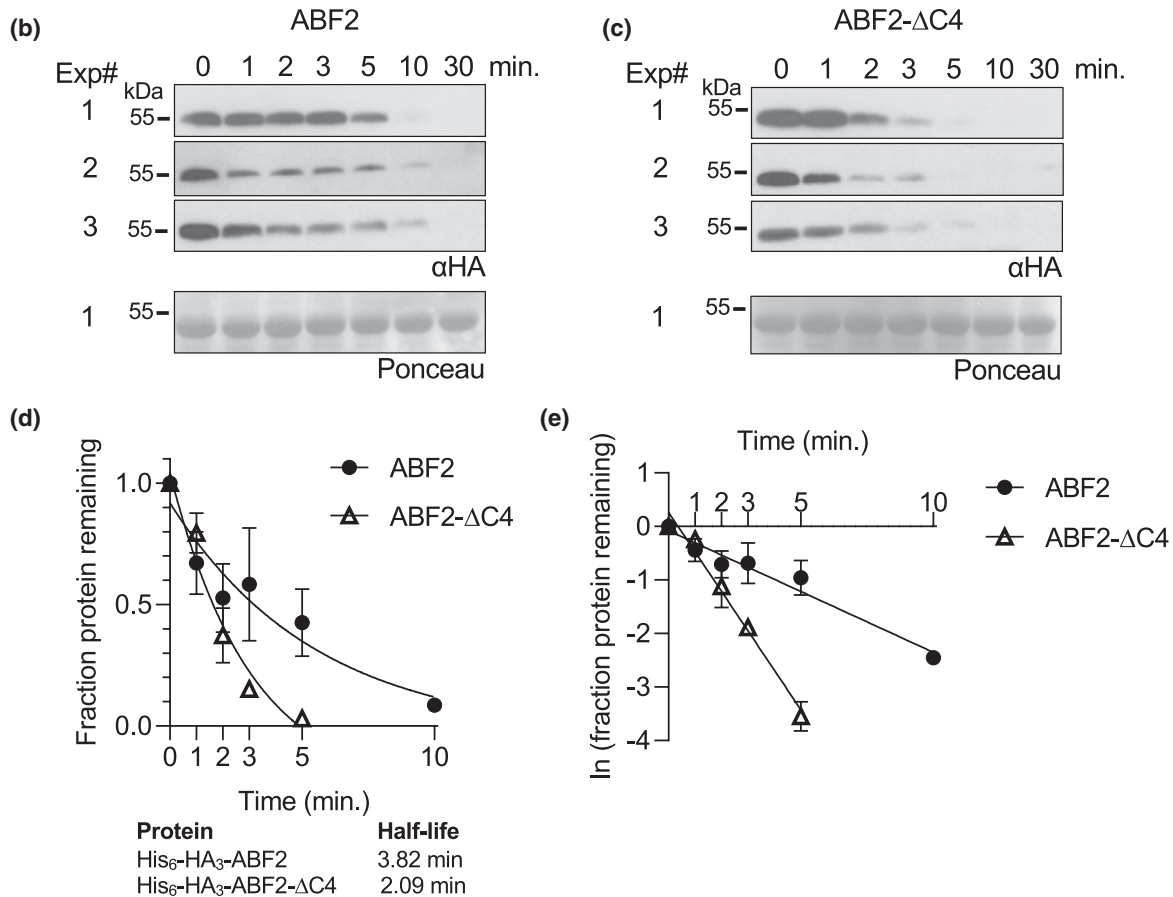 (b) ABF2
Exp# 0 1 2 3 5 10 30 min.
kDa
1 55
2 55
3 55
αHA
1 55
Ponceau
(c) ABF2-ΔC4
Exp# 0 1 2 3 5 10 30 min.
kDa
1 55
2 55
3 55
αHA
1 55
Ponceau
(d)
Fraction protein remaining
1.0
0.5
0.0
0 1 2 3 5 10
Time (min.)
ABF2
ABF2-ΔC4
Protein Half-life
His₆-HA₃-ABF2 3.82 min
His₆-HA₃-ABF2-ΔC4 2.09 min
(e)
Time (min.)
ln (fraction protein remaining)
1
0
-1
-2
-3
-4
1 2 3 5 10
ABF2
ABF2-ΔC4